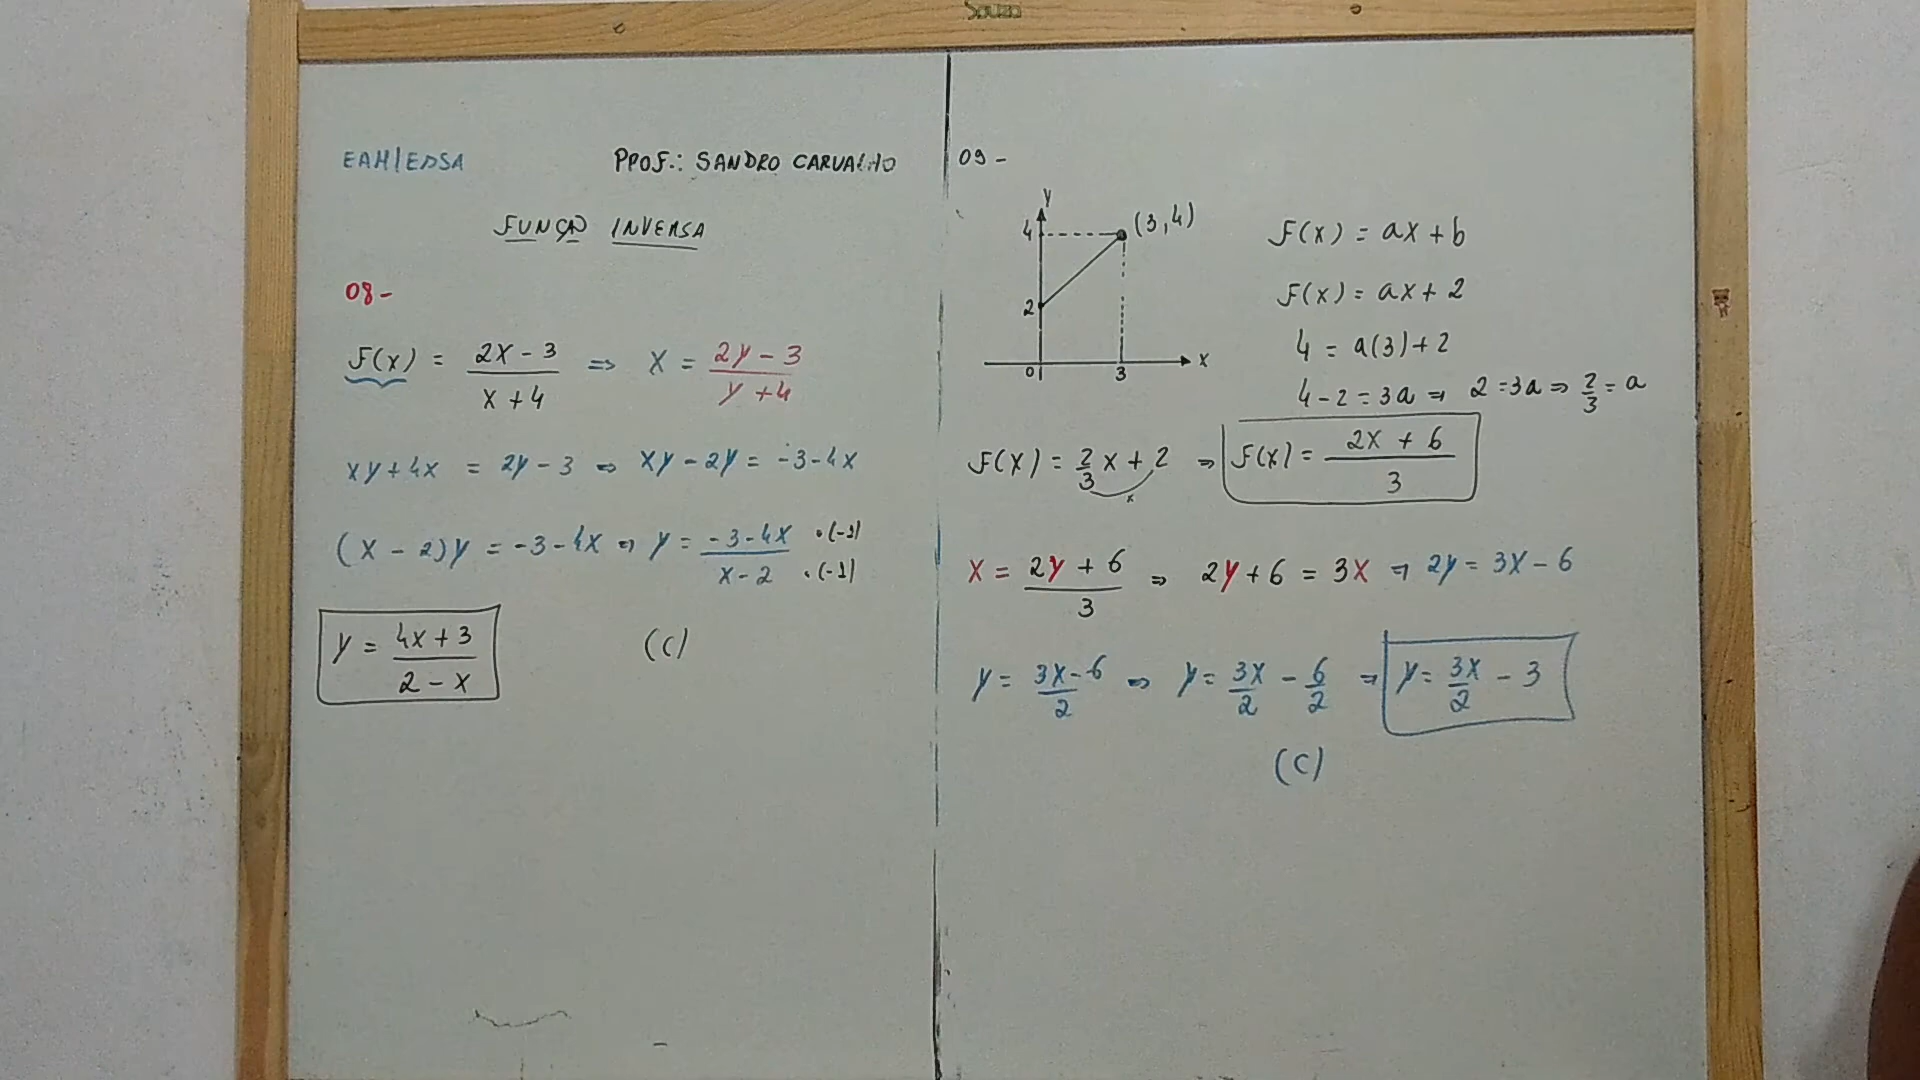 Souza
EAM/EDSA
PROF.: SANDRO CARVALHO
FUNÇÃO INVERSA
08-
F(x) = (2x - 3)/(x + 4) => x = (2y - 3)/(y + 4)
xy + 4x = 2y - 3 => xy - 2y = -3 - 4x
(x - 2)y = -3 - 4x => y = (-3 - 4x)/(x - 2) .(-1) .(-1)
y = (4x + 3)/(2 - x)
(C)
09-
y
4
(3,4)
2
0
3
x
F(x) = ax + b
F(x) = ax + 2
4 = a(3) + 2
4 - 2 = 3a => 2 = 3a => 2/3 = a
F(x) = 2/3 x + 2 => F(x) = (2x + 6)/3
x
x = (2y + 6)/3 => 2y + 6 = 3x => 2y = 3x - 6
y = (3x - 6)/2 => y = 3x/2 - 6/2 => y = 3x/2 - 3
(C)